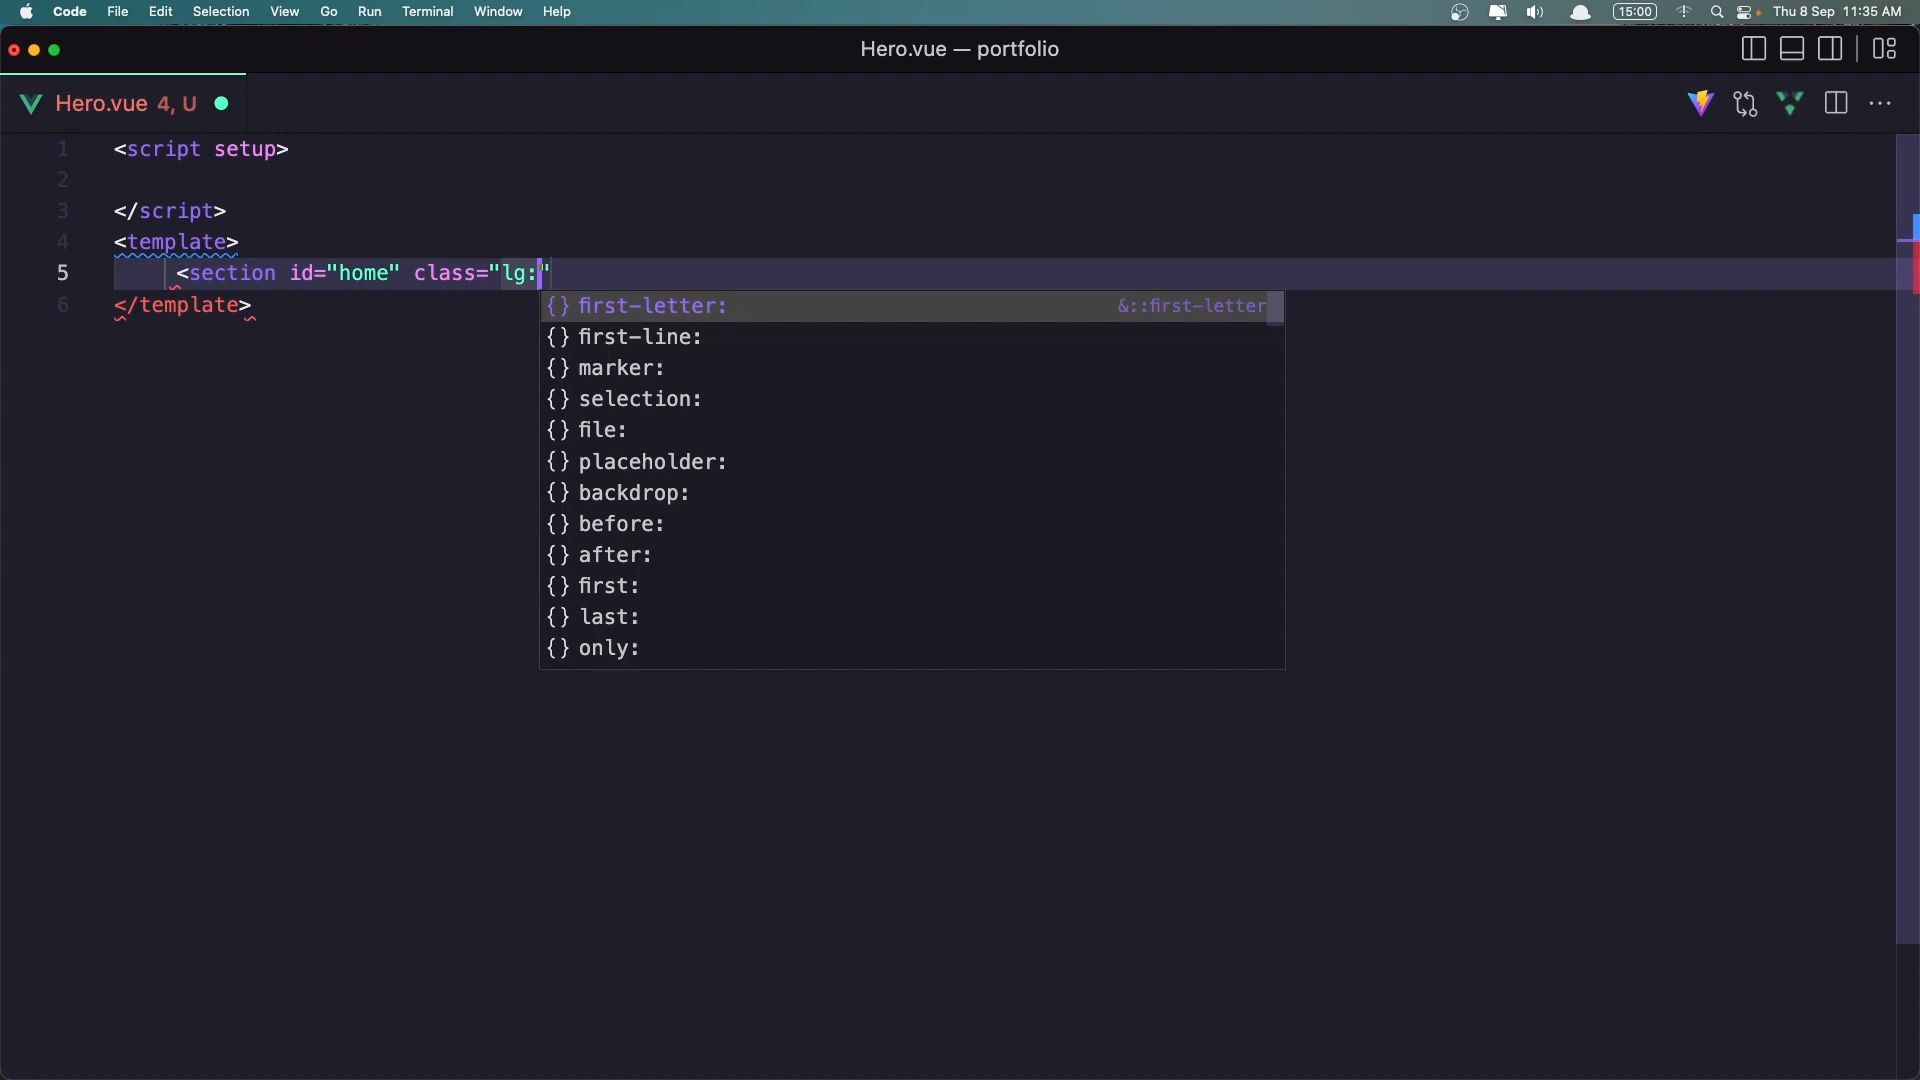 Code File Edit Selection View Go Run Terminal Window Help 15:00 Thu 8 Sep 11:35 AM
Hero.vue — portfolio
Hero.vue 4, U
1 <script setup>
2
3 </script>
4 <template>
5 <section id="home" class="lg:"
6 </template>
{} first-letter: &::first-letter
{} first-line:
{} marker:
{} selection:
{} file:
{} placeholder:
{} backdrop:
{} before:
{} after:
{} first:
{} last:
{} only: